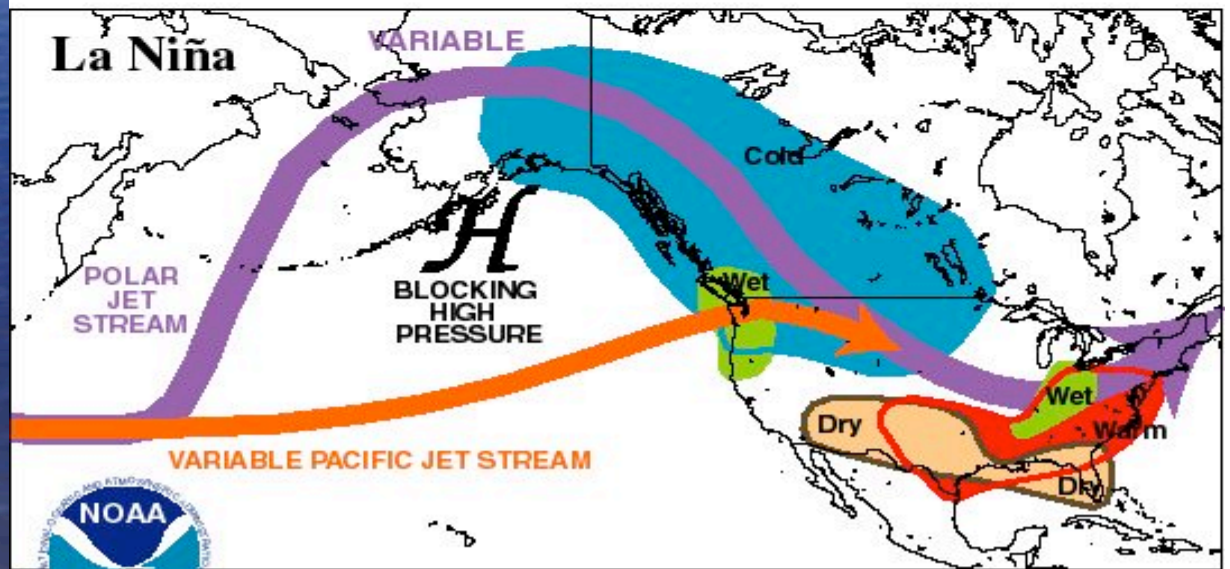 La Niña
VARIABLE
Cold
H
POLAR
JET
STREAM
BLOCKING
HIGH
PRESSURE
Wet
Wet
Dry
Warm
Dry
VARIABLE PACIFIC JET STREAM
NOAA